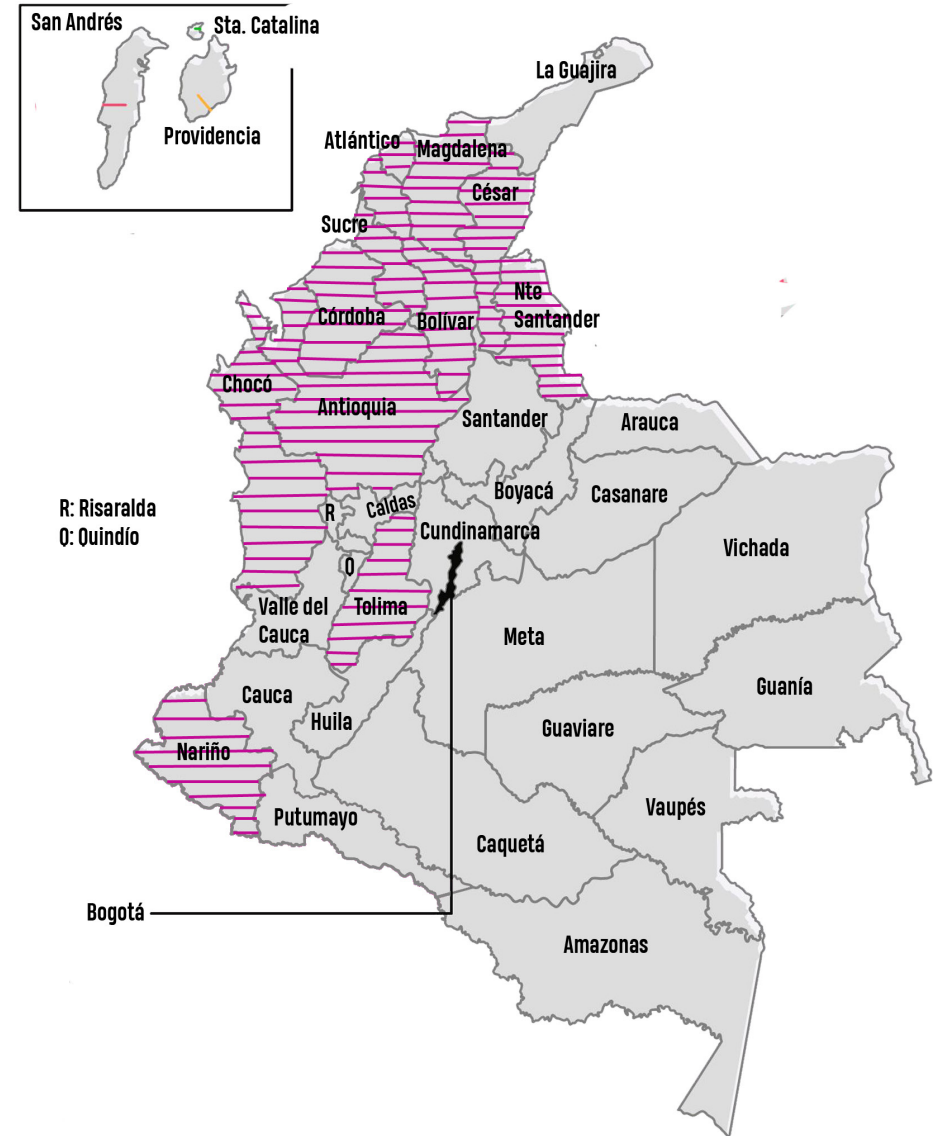 San Andrés
Sta. Catalina
Providencia
La Guajira
Atlántico
Magdalena
César
Sucre
Nte
Santander
Córdoba
Bolívar
Chocó
Antioquia
Santander
Arauca
Boyacá
Casanare
R: Risaralda
Q: Quindío
R
Caldas
Cundinamarca
Vichada
Q
Valle del
Cauca
Tolima
Meta
Guanía
Cauca
Huila
Guaviare
Nariño
Putumayo
Vaupés
Caquetá
Bogotá
Amazonas